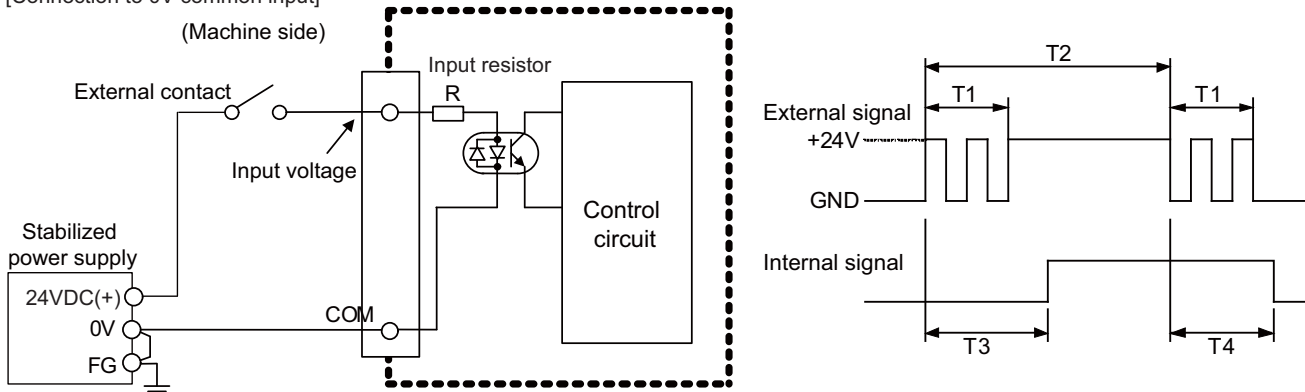 [Connection to 0V common input]
(Machine side)
External contact
Input voltage
Input resistor
R
Control
circuit
Stabilized
power supply
24VDC(+)
0V
FG
COM
T2
T1
T1
External signal
+24V
GND
Internal signal
T3
T4